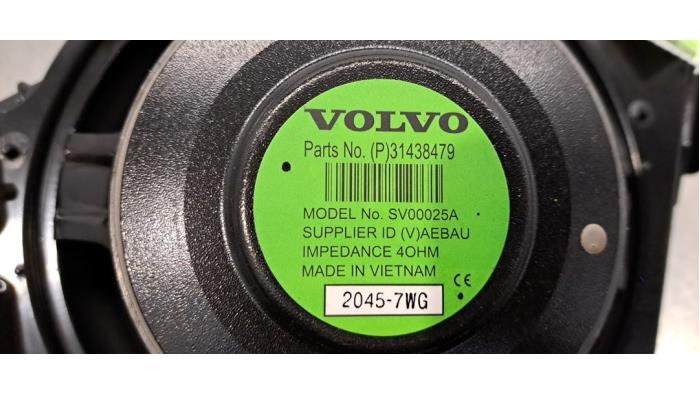 VOLVO
Parts No. (P)31438479
MODEL No. SV00025A
SUPPLIER ID (V)AEBAU
IMPEDANCE 4OHM
MADE IN VIETNAM
CE
2045-7WG